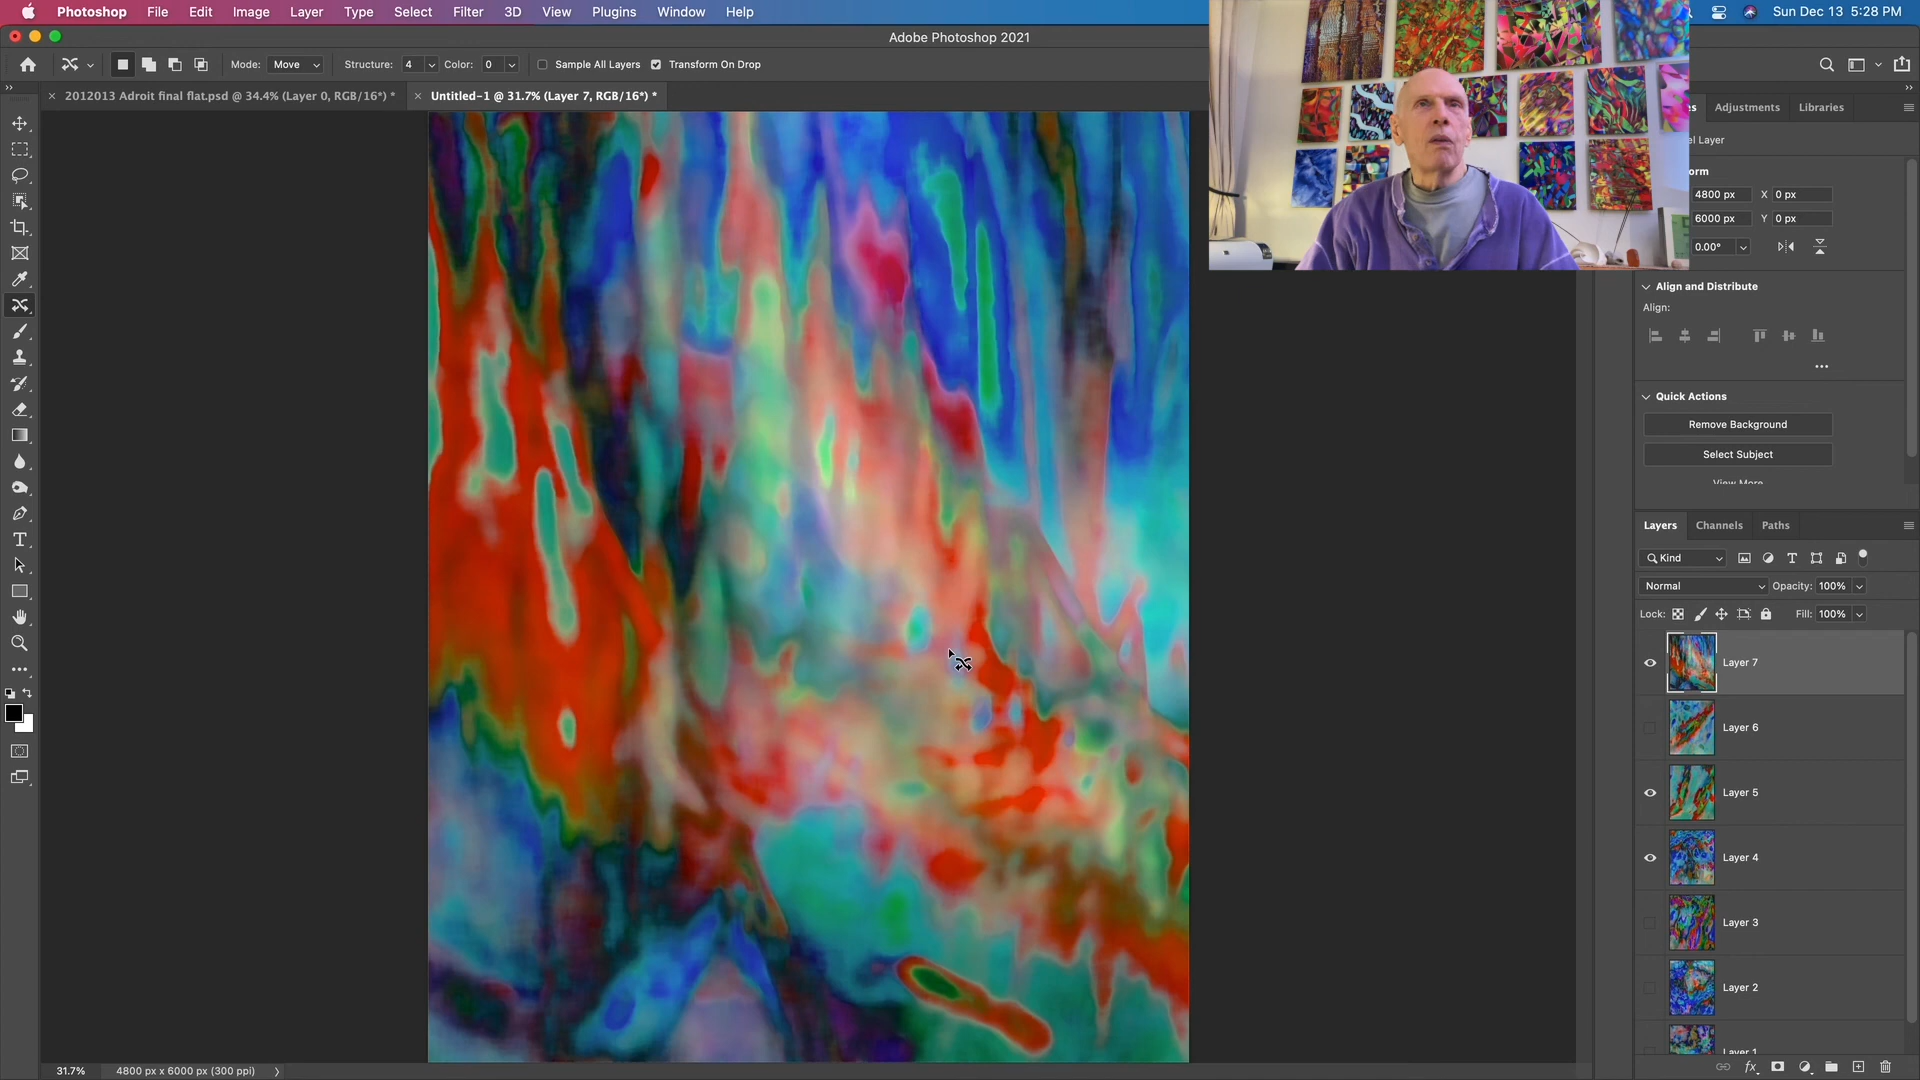 Photoshop File Edit Image Layer Type Select Filter 3D View Plugins Window Help
Sun Dec 13 5:28 PM
Adobe Photoshop 2021
Mode: Move Structure: 4 Color: 0 Sample All Layers Transform On Drop
2012013 Adroit final flat.psd @ 34.4% (Layer 0, RGB/16*) *
Untitled-1 @ 31.7% (Layer 7, RGB/16*) *
Adjustments Libraries
Layer
4800 px X 0 px
6000 px Y 0 px
0.00°
Align and Distribute
Align:
Quick Actions
Remove Background
Select Subject
View More
Layers Channels Paths
Kind
Normal Opacity: 100%
Lock: Fill: 100%
Layer 7
Layer 6
Layer 5
Layer 4
Layer 3
Layer 2
Layer 1
31.7% 4800 px x 6000 px (300 ppi)